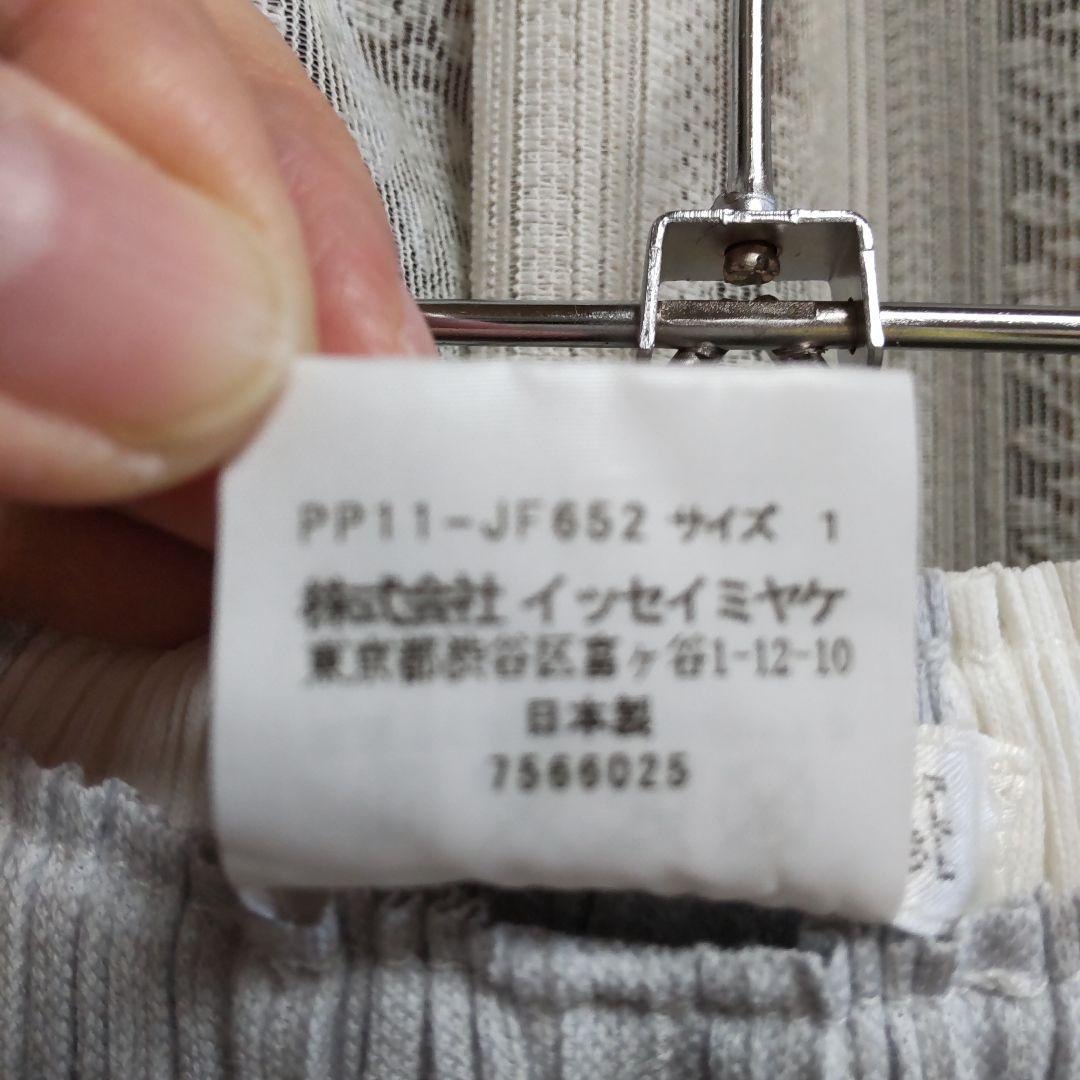 PP11-JF652 サイズ 1
株式会社 イッセイミヤケ
東京都渋谷区富ヶ谷1-12-10
日本製
7566025